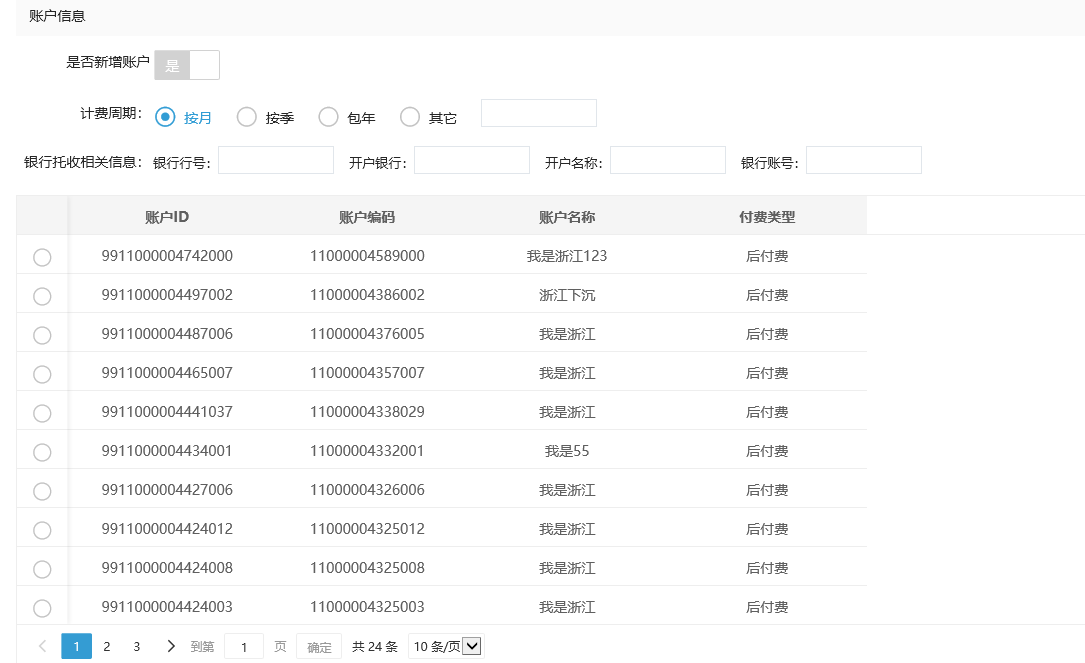 账户信息
是否新增账户 是
计费周期： 按月 按季 包年 其它
银行托收相关信息： 银行行号： 开户银行： 开户名称： 银行账号：
账户ID 账户编码 账户名称 付费类型
9911000004742000 11000004589000 我是浙江123 后付费
9911000004497002 11000004386002 浙江下沉 后付费
9911000004487006 11000004376005 我是浙江 后付费
9911000004465007 11000004357007 我是浙江 后付费
9911000004441037 11000004338029 我是浙江 后付费
9911000004434001 11000004332001 我是55 后付费
9911000004427006 11000004326006 我是浙江 后付费
9911000004424012 11000004325012 我是浙江 后付费
9911000004424008 11000004325008 我是浙江 后付费
9911000004424003 11000004325003 我是浙江 后付费
1 2 3 到第 1 页 确定 共 24 条 10 条/页